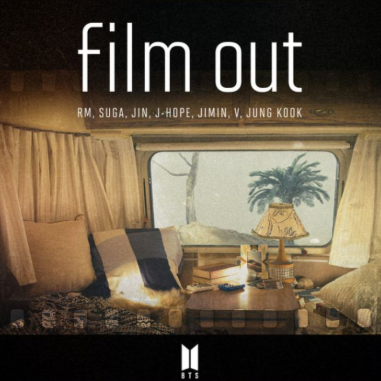 film out
RM, SUGA, JIN, J-HOPE, JIMIN, V, JUNG KOOK
BTS